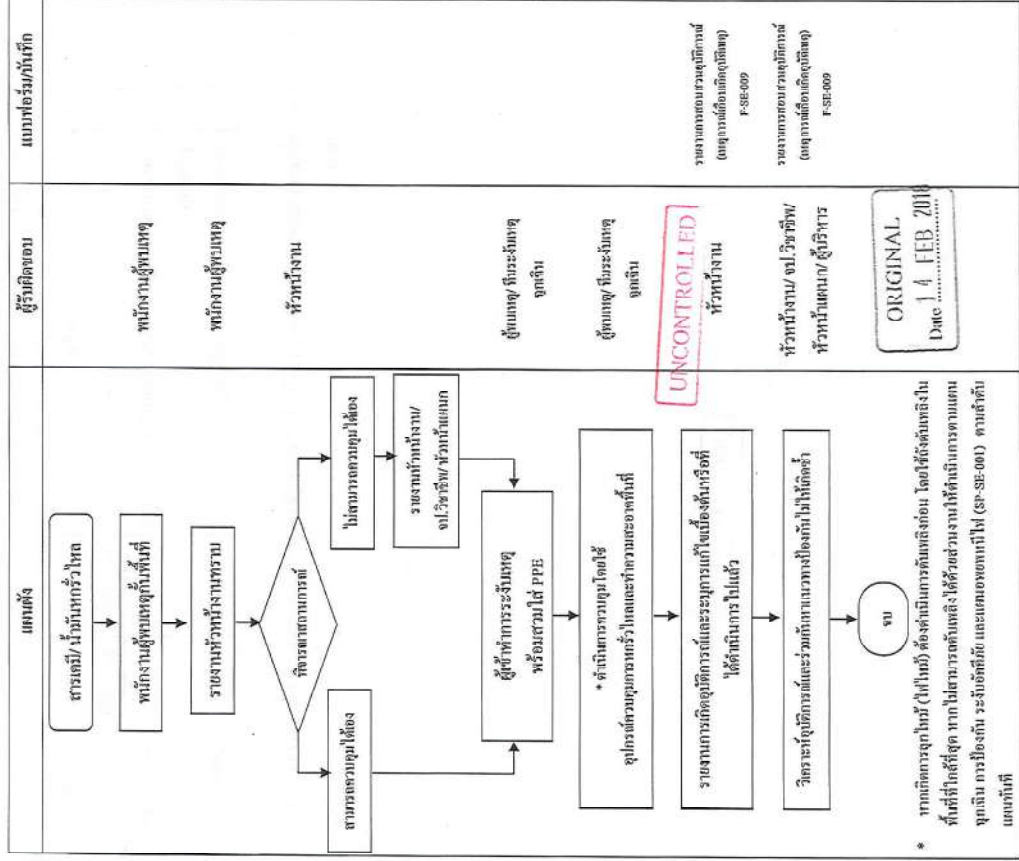 แผนผัง
ผู้รับผิดชอบ
แบบฟอร์ม/บันทึก
สารเคมี/ น้ำมันหกรั่วไหล
พนักงานผู้พบเหตุกั้นพื้นที่
พนักงานผู้พบเหตุ
รายงานหัวหน้างานทราบ
พนักงานผู้พบเหตุ
พิจารณาสถานการณ์
หัวหน้างาน
สามารถควบคุมได้เอง
ไม่สามารถควบคุมได้เอง
รายงานหัวหน้างาน/
จป.วิชาชีพ/ หัวหน้าแผนก
ผู้เข้าทำการระงับเหตุ
พร้อมสวมใส่ PPE
ผู้พบเหตุ/ ทีมระงับเหตุ
ฉุกเฉิน
* ดำเนินการควบคุมโดยใช้
อุปกรณ์ควบคุมการหกรั่วไหลและทำความสะอาดพื้นที่
ผู้พบเหตุ/ ทีมระงับเหตุ
ฉุกเฉิน
รายงานการเกิดอุบัติการณ์และระบุการแก้ไขเบื้องต้นหรือที่
ได้ดำเนินการไปแล้ว
UNCONTROLLED
หัวหน้างาน
รายงานการสอบสวนอุบัติการณ์
(เหตุการณ์เกือบเกิดอุบัติเหตุ)
F-SE-009
วิเคราะห์อุบัติการณ์และร่วมกันหาแนวทางป้องกันไม่ให้เกิดซ้ำ
หัวหน้างาน/ จป.วิชาชีพ/
หัวหน้าแผนก/ ผู้บริหาร
รายงานการสอบสวนอุบัติการณ์
(เหตุการณ์เกือบเกิดอุบัติเหตุ)
F-SE-009
จบ
ORIGINAL
Date 14 FEB 2018
* หากเกิดการลุกไหม้ (ไฟไหม้) ต้องดำเนินการดับเพลิงก่อน โดยใช้ถังดับเพลิงใน
พื้นที่ที่ใกล้ที่สุด หากไม่สามารถดับเพลิงได้ด้วยส่วนงานให้ดำเนินการตามแผน
ฉุกเฉิน การป้องกัน ระงับอัคคีภัย และแผนอพยพหนีไฟ (SP-SE-001) ตามลำดับ
แผนทันที